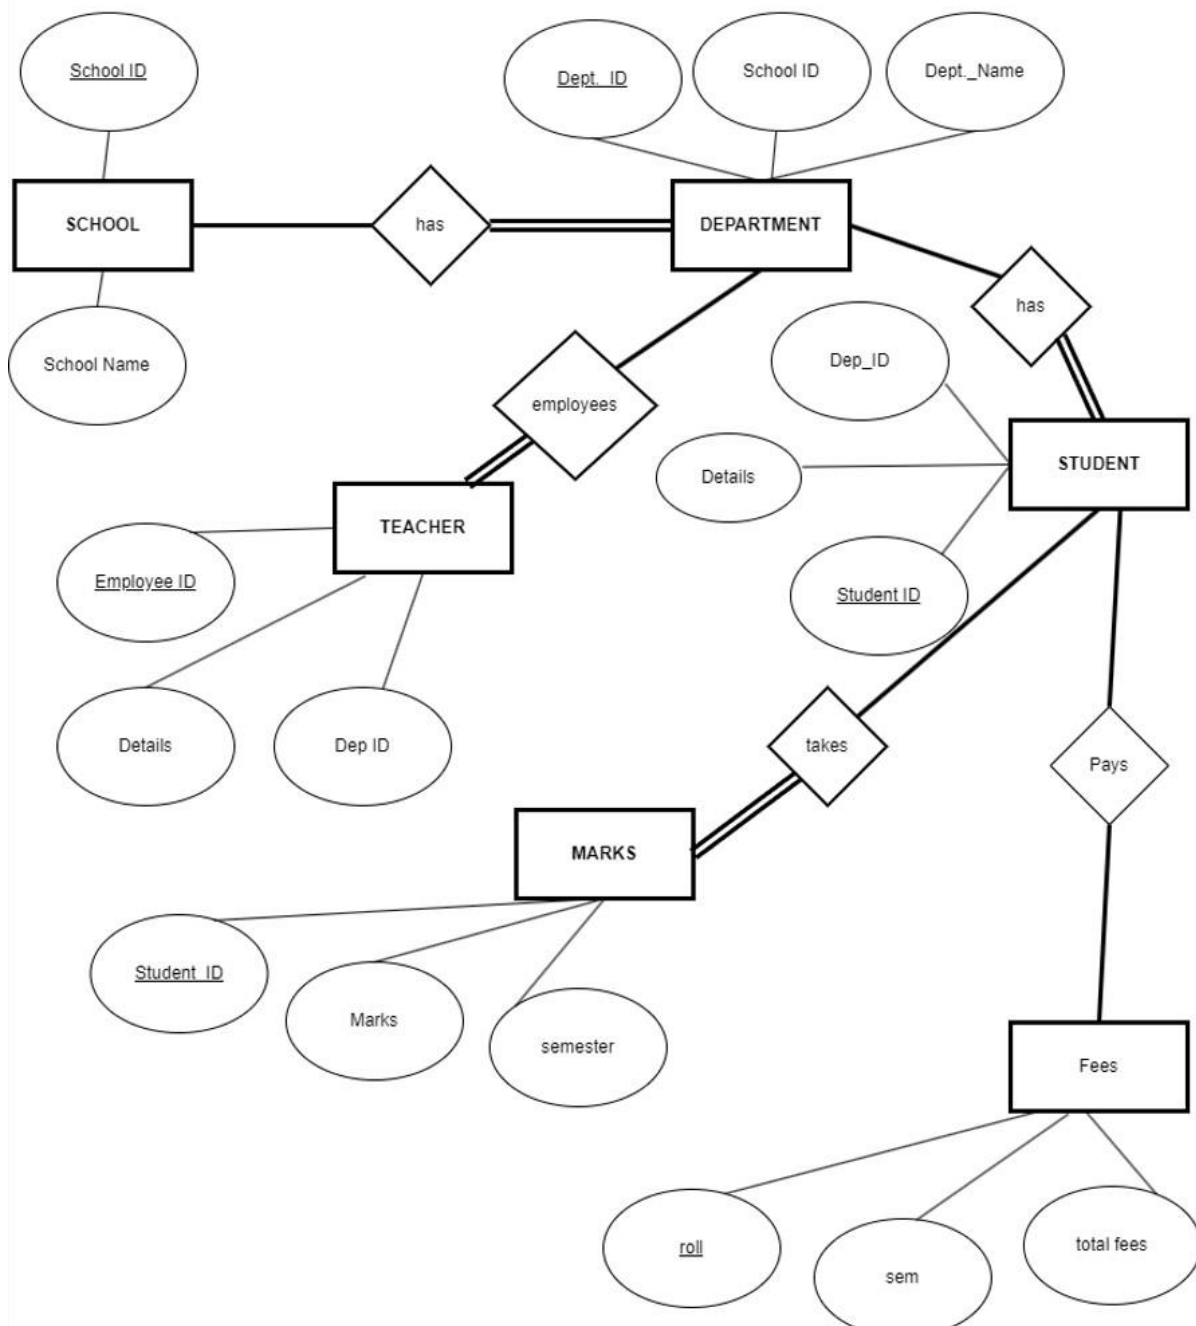 School ID
Dept._ID
School ID
Dept._Name
SCHOOL
has
DEPARTMENT
has
School Name
Dep_ID
employees
Details
STUDENT
TEACHER
Employee ID
Student ID
Details
Dep ID
takes
Pays
MARKS
Student_ID
Marks
semester
Fees
roll
sem
total fees